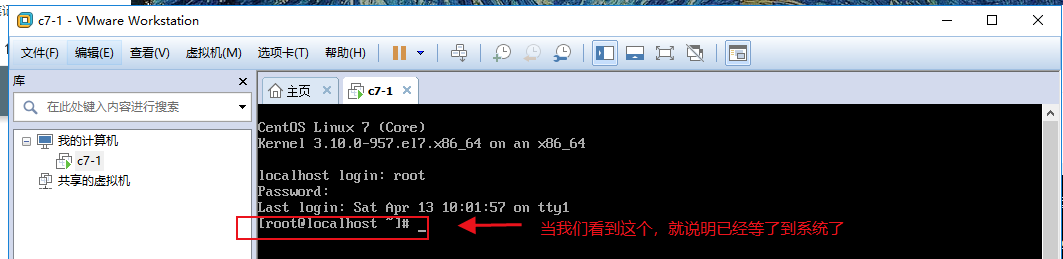 c7-1 - VMware Workstation
文件(F) 编辑(E) 查看(V) 虚拟机(M) 选项卡(T) 帮助(H)
库
在此处键入内容进行搜索
我的计算机
c7-1
共享的虚拟机
主页 c7-1
CentOS Linux 7 (Core)
Kernel 3.10.0-957.el7.x86_64 on an x86_64
localhost login: root
Password:
Last login: Sat Apr 13 10:01:57 on tty1
[root@localhost ~]# _
当我们看到这个，就说明已经等了到系统了